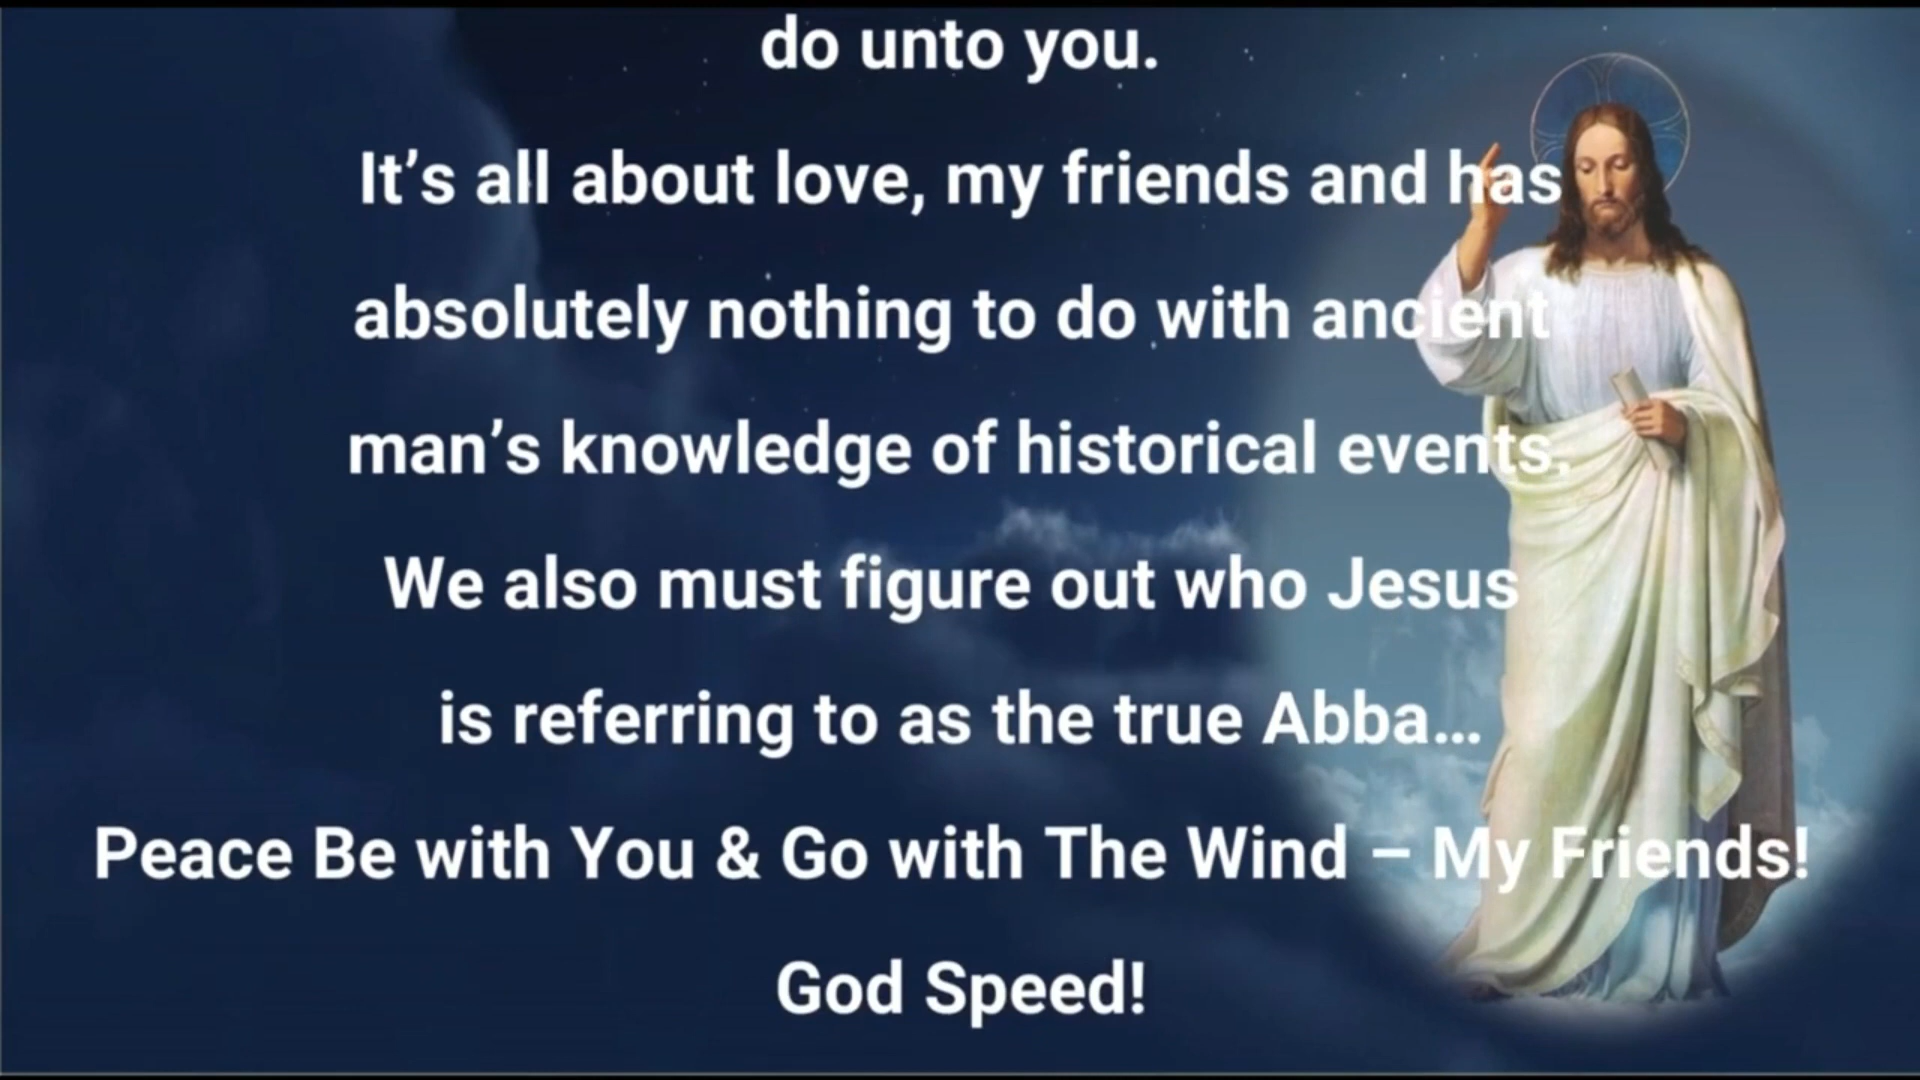 do unto you.
It’s all about love, my friends and has
absolutely nothing to do with ancient
man’s knowledge of historical events.
We also must figure out who Jesus
is referring to as the true Abba...
Peace Be with You & Go with The Wind – My Friends!
God Speed!